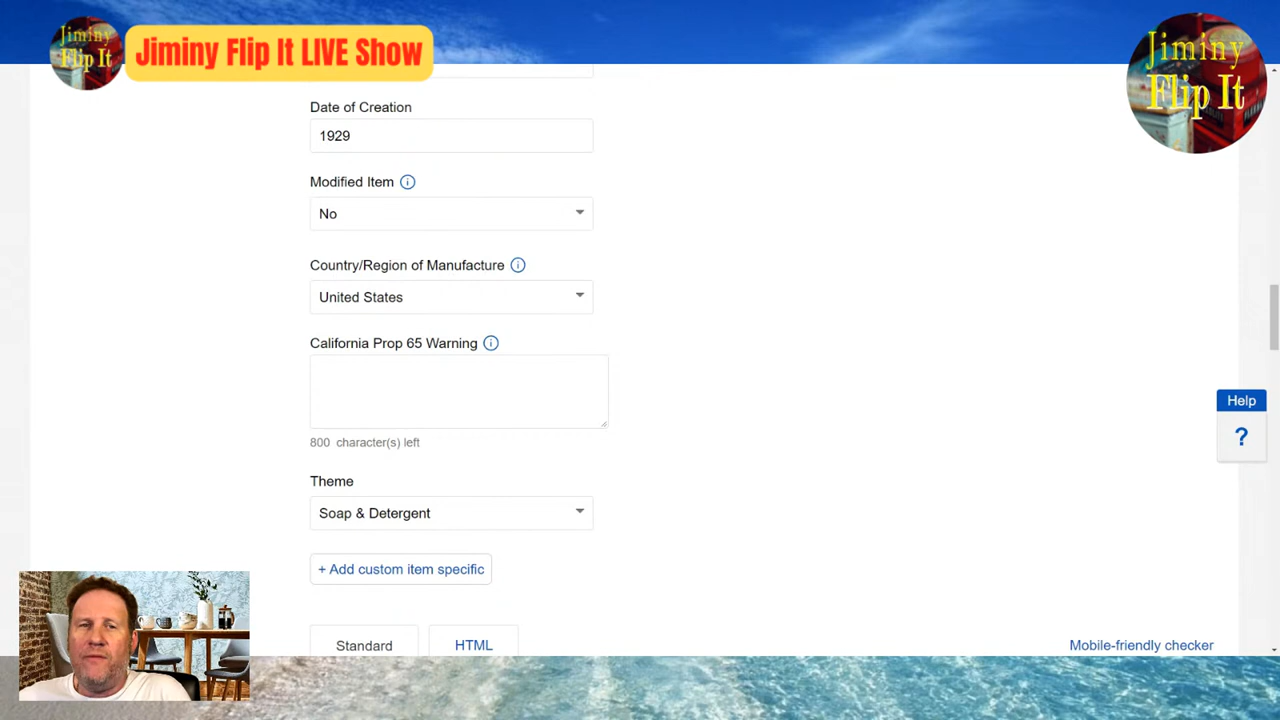 Jiminy
Flip It
Jiminy Flip It LIVE Show
Jiminy
Flip It
Date of Creation
1929
Modified Item
No
Country/Region of Manufacture
United States
California Prop 65 Warning
800 character(s) left
Help
?
Theme
Soap & Detergent
+ Add custom item specific
Standard
HTML
Mobile-friendly checker